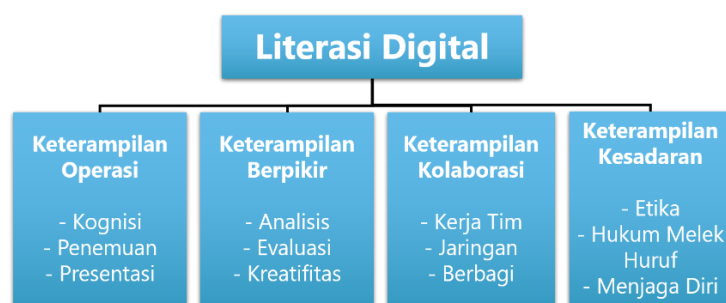 Literasi Digital
Keterampilan
Operasi
- Kognisi
- Penemuan
- Presentasi
Keterampilan
Berpikir
- Analisis
- Evaluasi
- Kreatifitas
Keterampilan
Kolaborasi
- Kerja Tim
- Jaringan
- Berbagi
Keterampilan
Kesadaran
- Etika
- Hukum Melek
Huruf
- Menjaga Diri